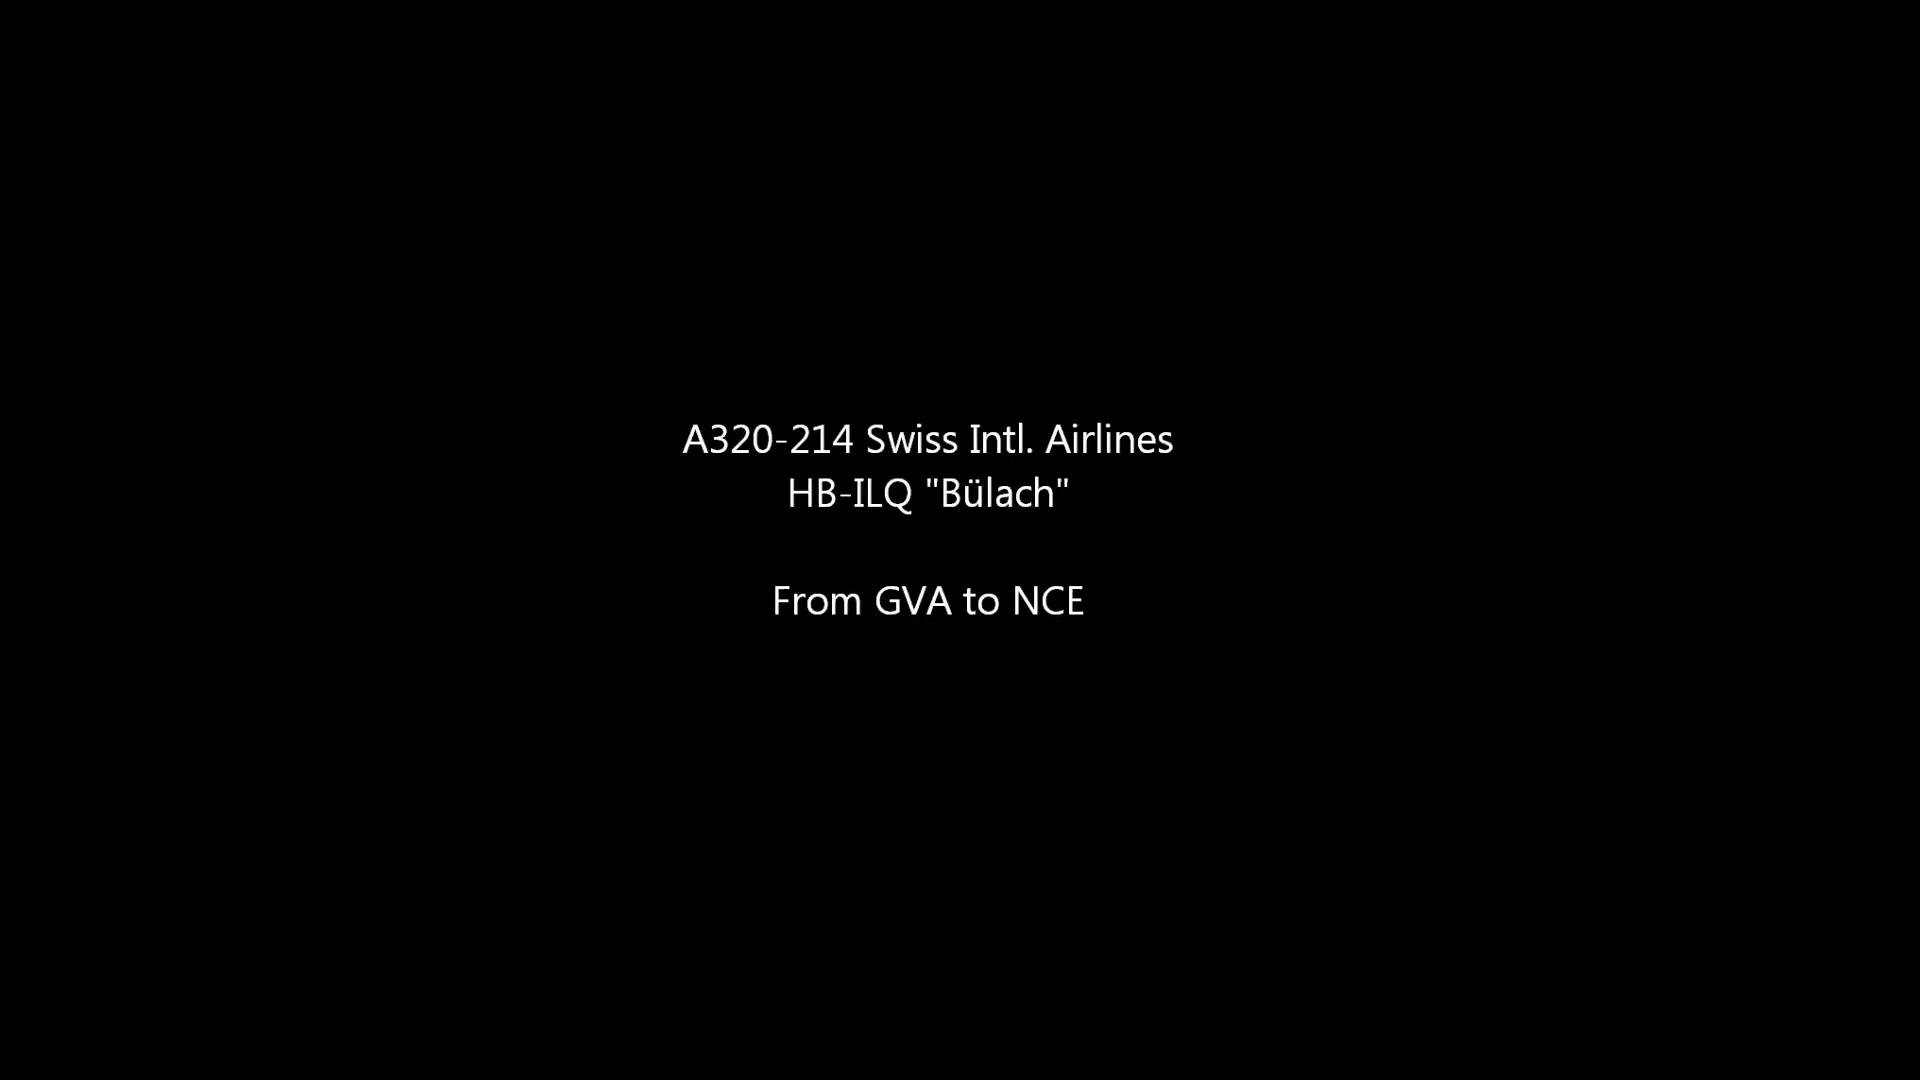 A320-214 Swiss Intl. Airlines
HB-ILQ "Bülach"
From GVA to NCE